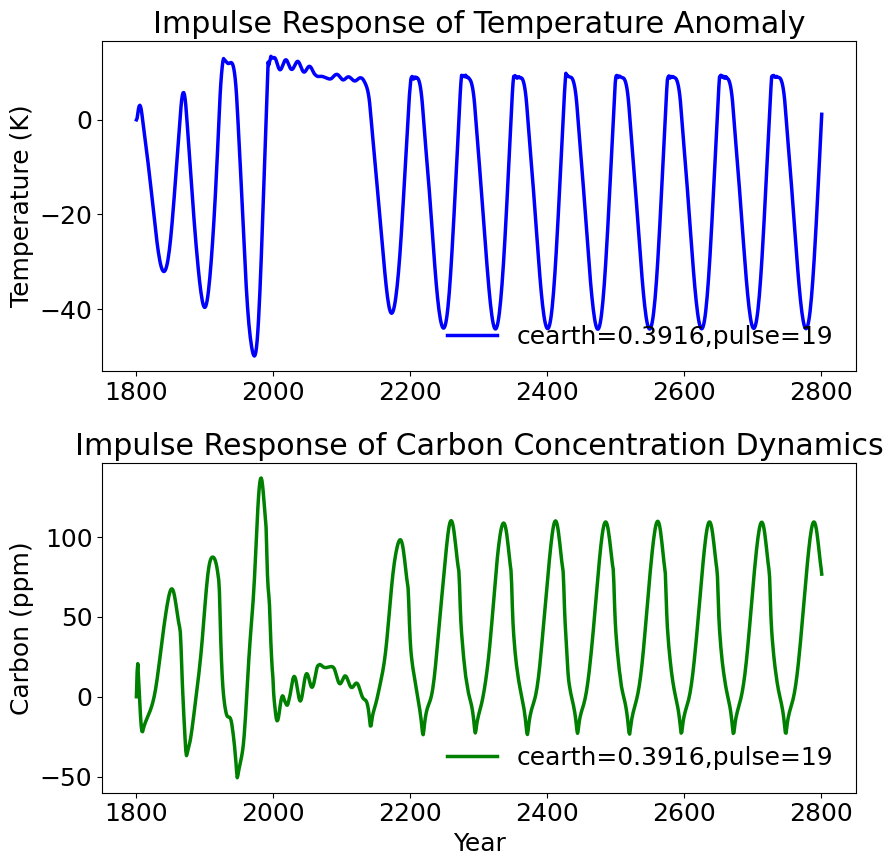 Impulse Response of Temperature Anomaly
Temperature (K)
0
−20
−40
cearth=0.3916,pulse=19
1800 2000 2200 2400 2600 2800
Impulse Response of Carbon Concentration Dynamics
Carbon (ppm)
100
50
0
−50
cearth=0.3916,pulse=19
1800 2000 2200 2400 2600 2800
Year